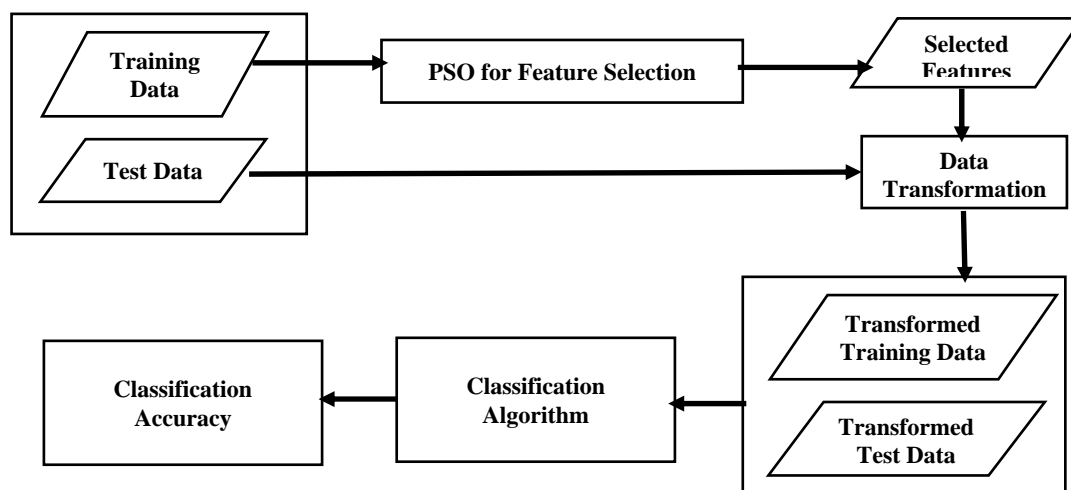 Training
Data
PSO for Feature Selection
Selected
Features
Test Data
Data
Transformation
Transformed
Training Data
Classification
Accuracy
Classification
Algorithm
Transformed
Test Data